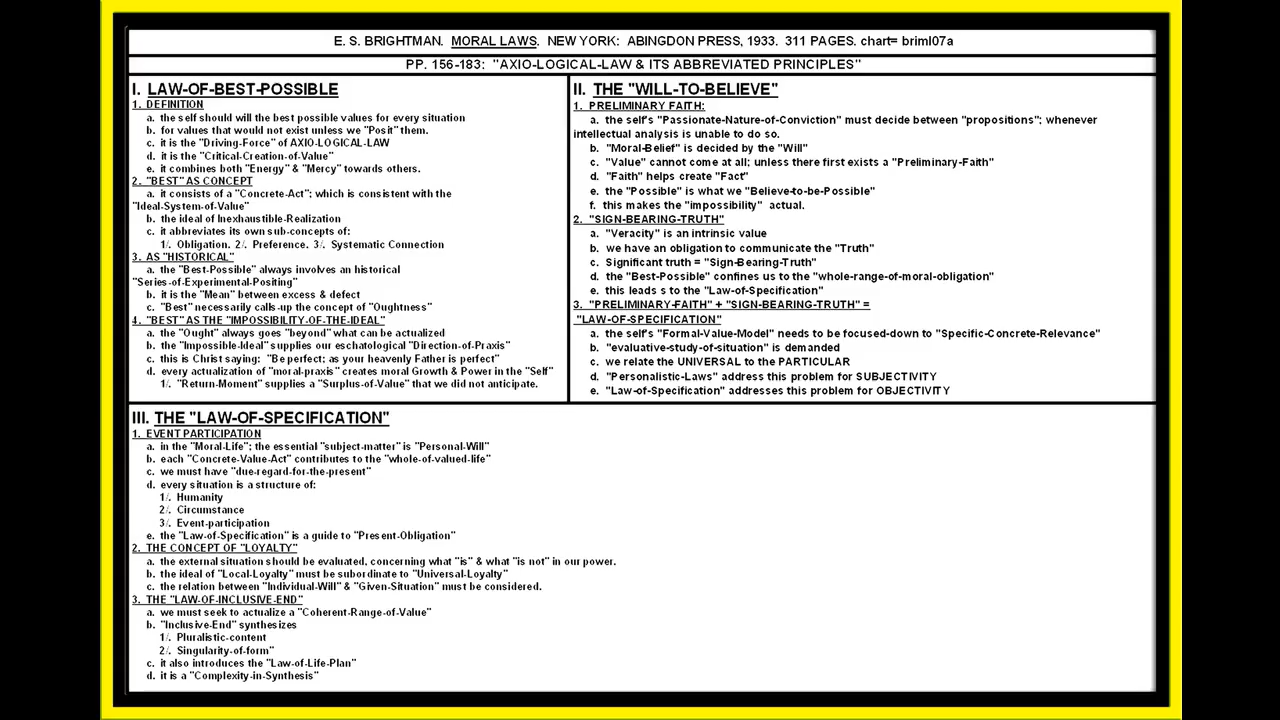 E. S. BRIGHTMAN. MORAL LAWS. NEW YORK: ABINGDON PRESS, 1933. 311 PAGES. chart= briml07a
PP. 156-183: "AXIO-LOGICAL-LAW & ITS ABBREVIATED PRINCIPLES"
I. LAW-OF-BEST-POSSIBLE
1. DEFINITION
a. the self should will the best possible values for every situation
b. for values that would not exist unless we "Posit" them.
c. it is the "Driving-Force" of AXIO-LOGICAL-LAW
d. it is the "Critical-Creation-of-Value"
e. it combines both "Energy" & "Mercy" towards others.
2. "BEST" AS CONCEPT
a. it consists of a "Concrete-Act"; which is consistent with the
"Ideal-System-of-Value"
b. the ideal of Inexhaustible-Realization
c. it abbreviates its own sub-concepts of:
1/. Obligation. 2/. Preference. 3/. Systematic Connection
3. AS "HISTORICAL"
a. the "Best-Possible" always involves an historical
"Series-of-Experimental-Positing"
b. it is the "Mean" between excess & defect
c. "Best" necessarily calls-up the concept of "Oughtness"
4. "BEST" AS THE "IMPOSSIBILITY-OF-THE-IDEAL"
a. the "Ought" always goes "beyond" what can be actualized
b. the "Impossible-Ideal" supplies our eschatological "Direction-of-Praxis"
c. this is Christ saying: "Be perfect; as your heavenly Father is perfect"
d. every actualization of "moral-praxis" creates moral Growth & Power in the "Self"
1/. "Return-Moment" supplies a "Surplus-of-Value" that we did not anticipate.
II. THE "WILL-TO-BELIEVE"
1. PRELIMINARY FAITH:
a. the self's "Passionate-Nature-of-Conviction" must decide between "propositions"; whenever
intellectual analysis is unable to do so.
b. "Moral-Belief" is decided by the "Will"
c. "Value" cannot come at all; unless there first exists a "Preliminary-Faith"
d. "Faith" helps create "Fact"
e. the "Possible" is what we "Believe-to-be-Possible"
f. this makes the "impossibility" actual.
2. "SIGN-BEARING-TRUTH"
a. "Veracity" is an intrinsic value
b. we have an obligation to communicate the "Truth"
c. Significant truth = "Sign-Bearing-Truth"
d. the "Best-Possible" confines us to the "whole-range-of-moral-obligation"
e. this lead s to the "Law-of-Specification"
3. "PRELIMINARY-FAITH" + "SIGN-BEARING-TRUTH" =
"LAW-OF-SPECIFICATION"
a. the self's "Formal-Value-Model" needs to be focused-down to "Specific-Concrete-Relevance"
b. "evaluative-study-of-situation" is demanded
c. we relate the UNIVERSAL to the PARTICULAR
d. "Personalistic-Laws" address this problem for SUBJECTIVITY
e. "Law-of-Specification" addresses this problem for OBJECTIVITY
III. THE "LAW-OF-SPECIFICATION"
1. EVENT PARTICIPATION
a. in the "Moral-Life"; the essential "subject-matter" is "Personal-Will"
b. each "Concrete-Value-Act" contributes to the "whole-of-valued-life"
c. we must have "due-regard-for-the-present"
d. every situation is a structure of:
1/. Humanity
2/. Circumstance
3/. Event-participation
e. the "Law-of-Specification" is a guide to "Present-Obligation"
2. THE CONCEPT OF "LOYALTY"
a. the external situation should be evaluated, concerning what "is" & what "is not" in our power.
b. the ideal of "Local-Loyalty" must be subordinate to "Universal-Loyalty"
c. the relation between "Individual-Will" & "Given-Situation" must be considered.
3. THE "LAW-OF-INCLUSIVE-END"
a. we must seek to actualize a "Coherent-Range-of-Value"
b. "Inclusive-End" synthesizes
1/. Pluralistic-content
2/. Singularity-of-form"
c. it also introduces the "Law-of-Life-Plan"
d. it is a "Complexity-in-Synthesis"